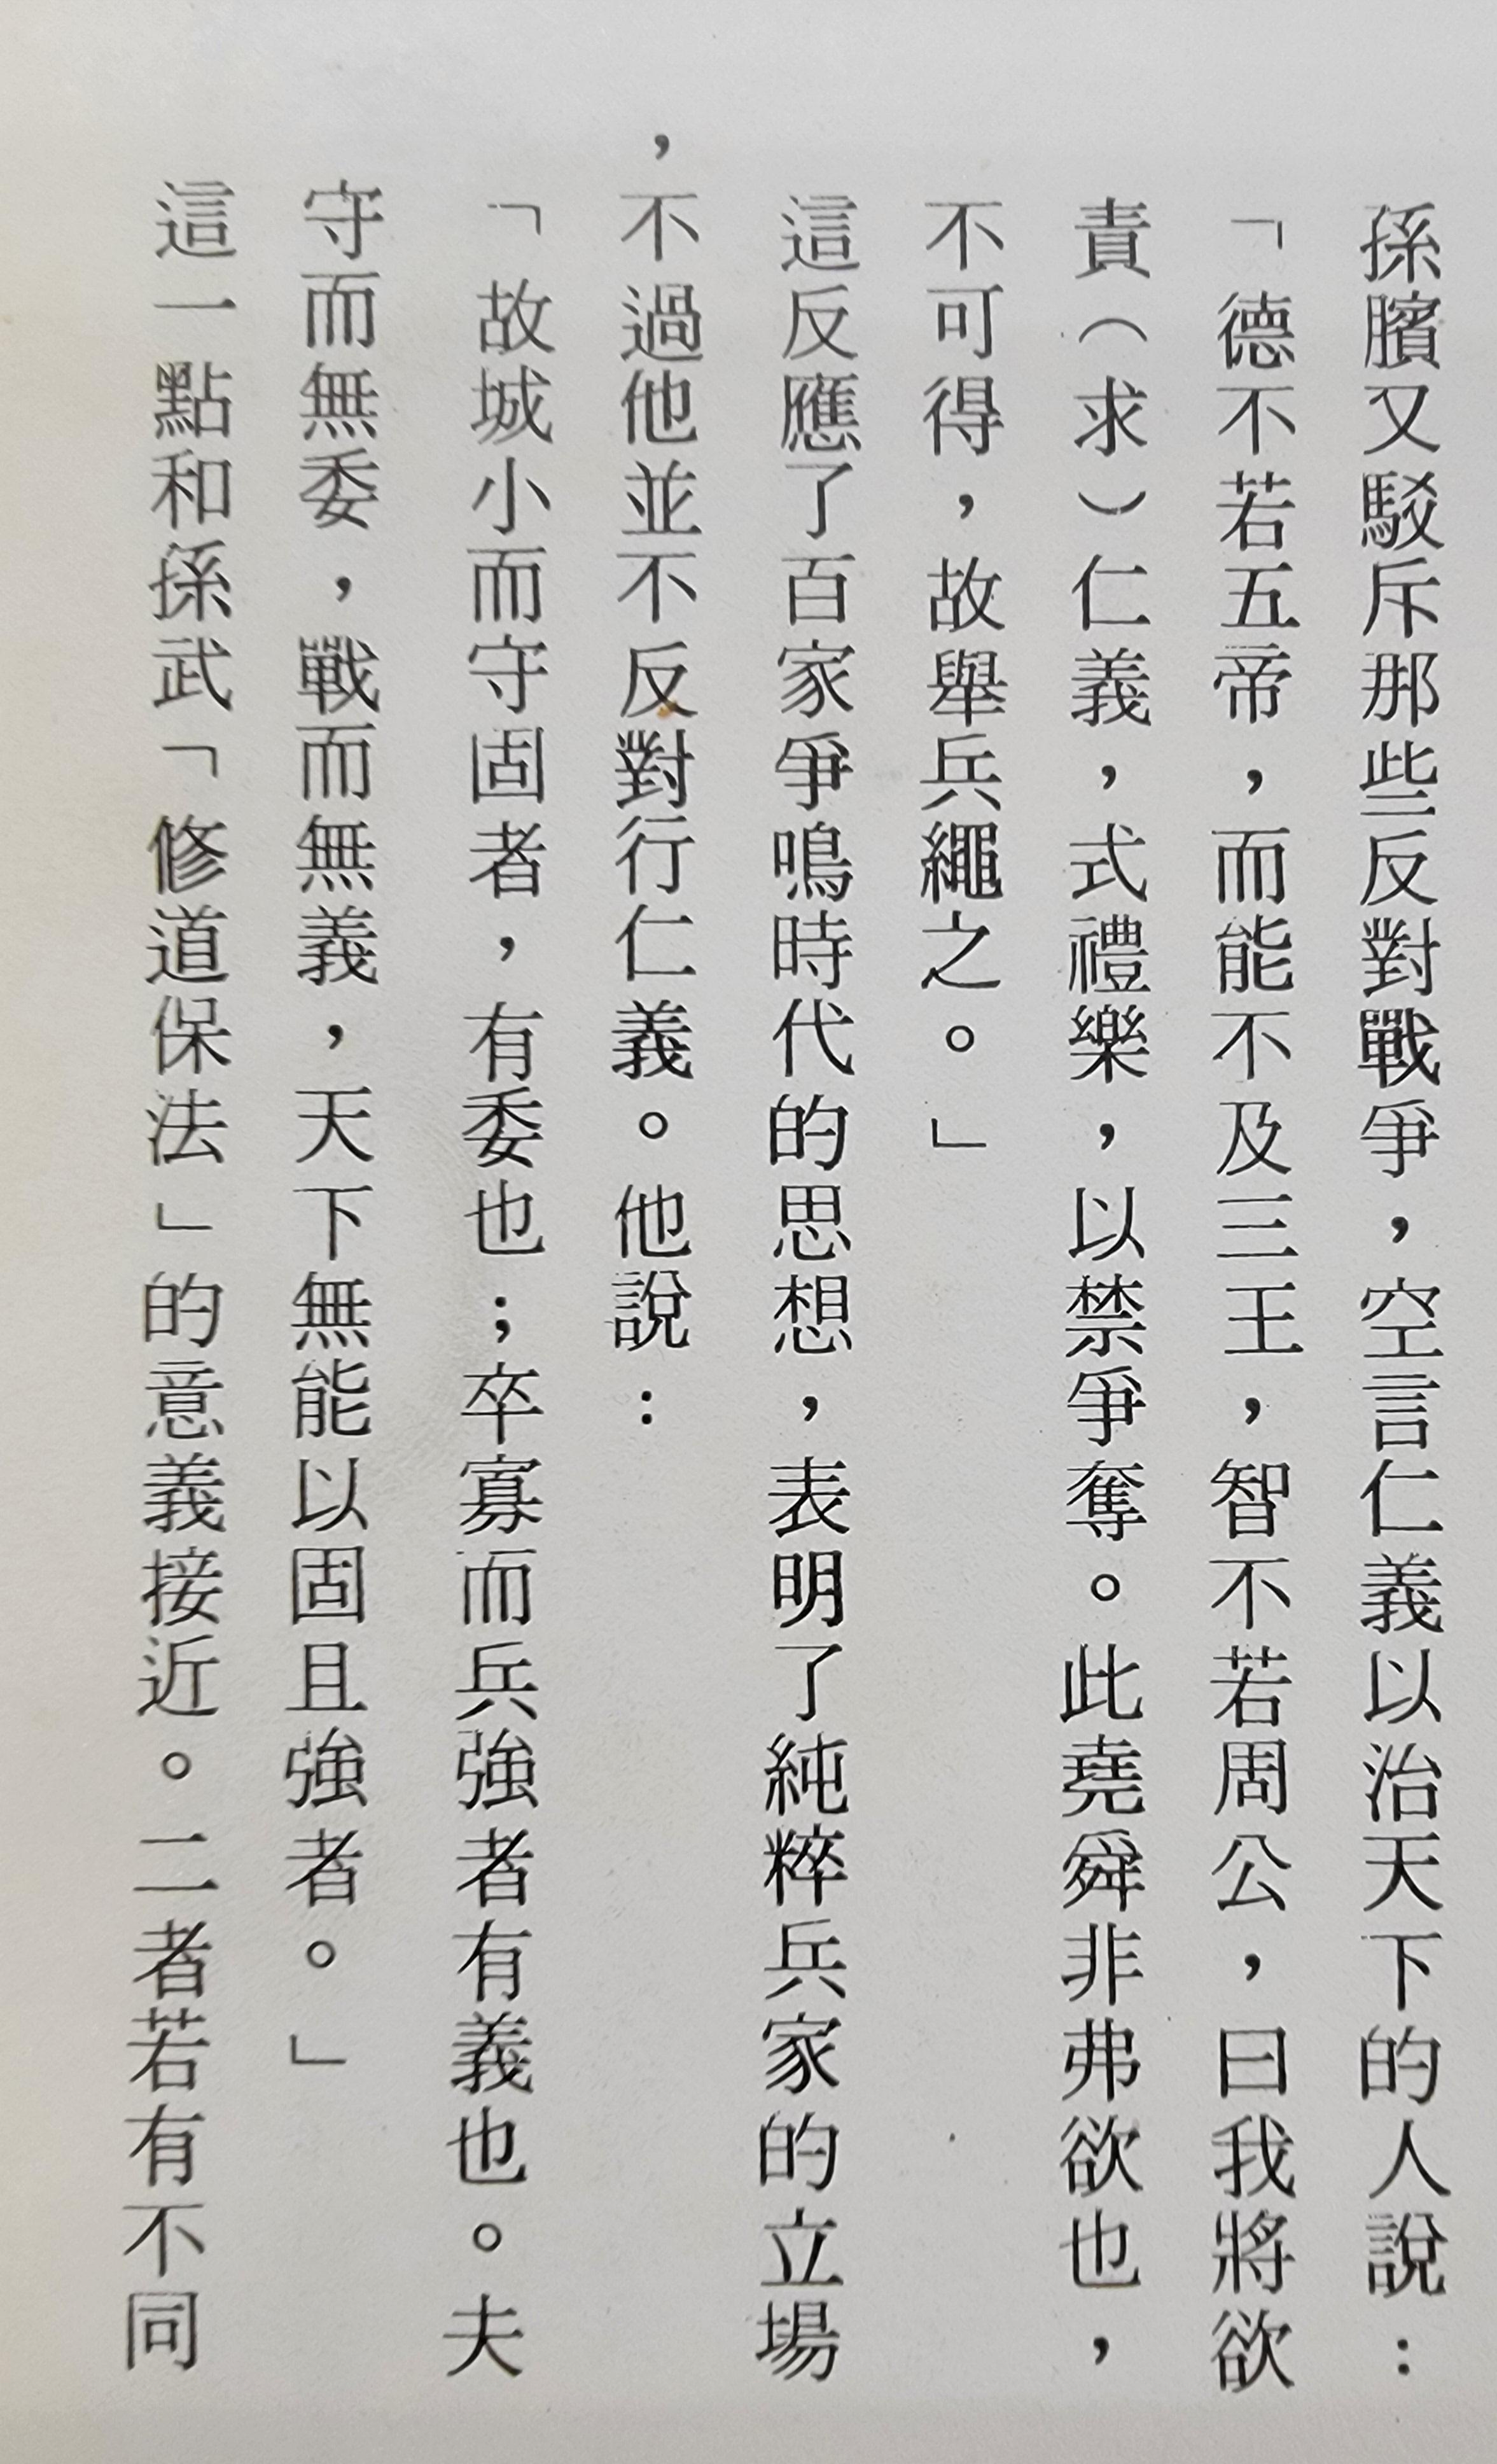 孫臏又駁斥那些反對戰爭，空言仁義以治天下的人說：
「德不若五帝，而能不及三王，智不若周公，曰我將欲
責（求）仁義，式禮樂，以禁爭奪。此堯舜非弗欲也，
不可得，故舉兵繩之。」
這反應了百家爭鳴時代的思想，表明了純粹兵家的立場
，不過他並不反對行仁義。他說：
「故城小而守固者，有委也；卒寡而兵強者有義也。夫
守而無委，戰而無義，天下無能以固且強者。」
這一點和孫武「修道保法」的意義接近。二者若有不同